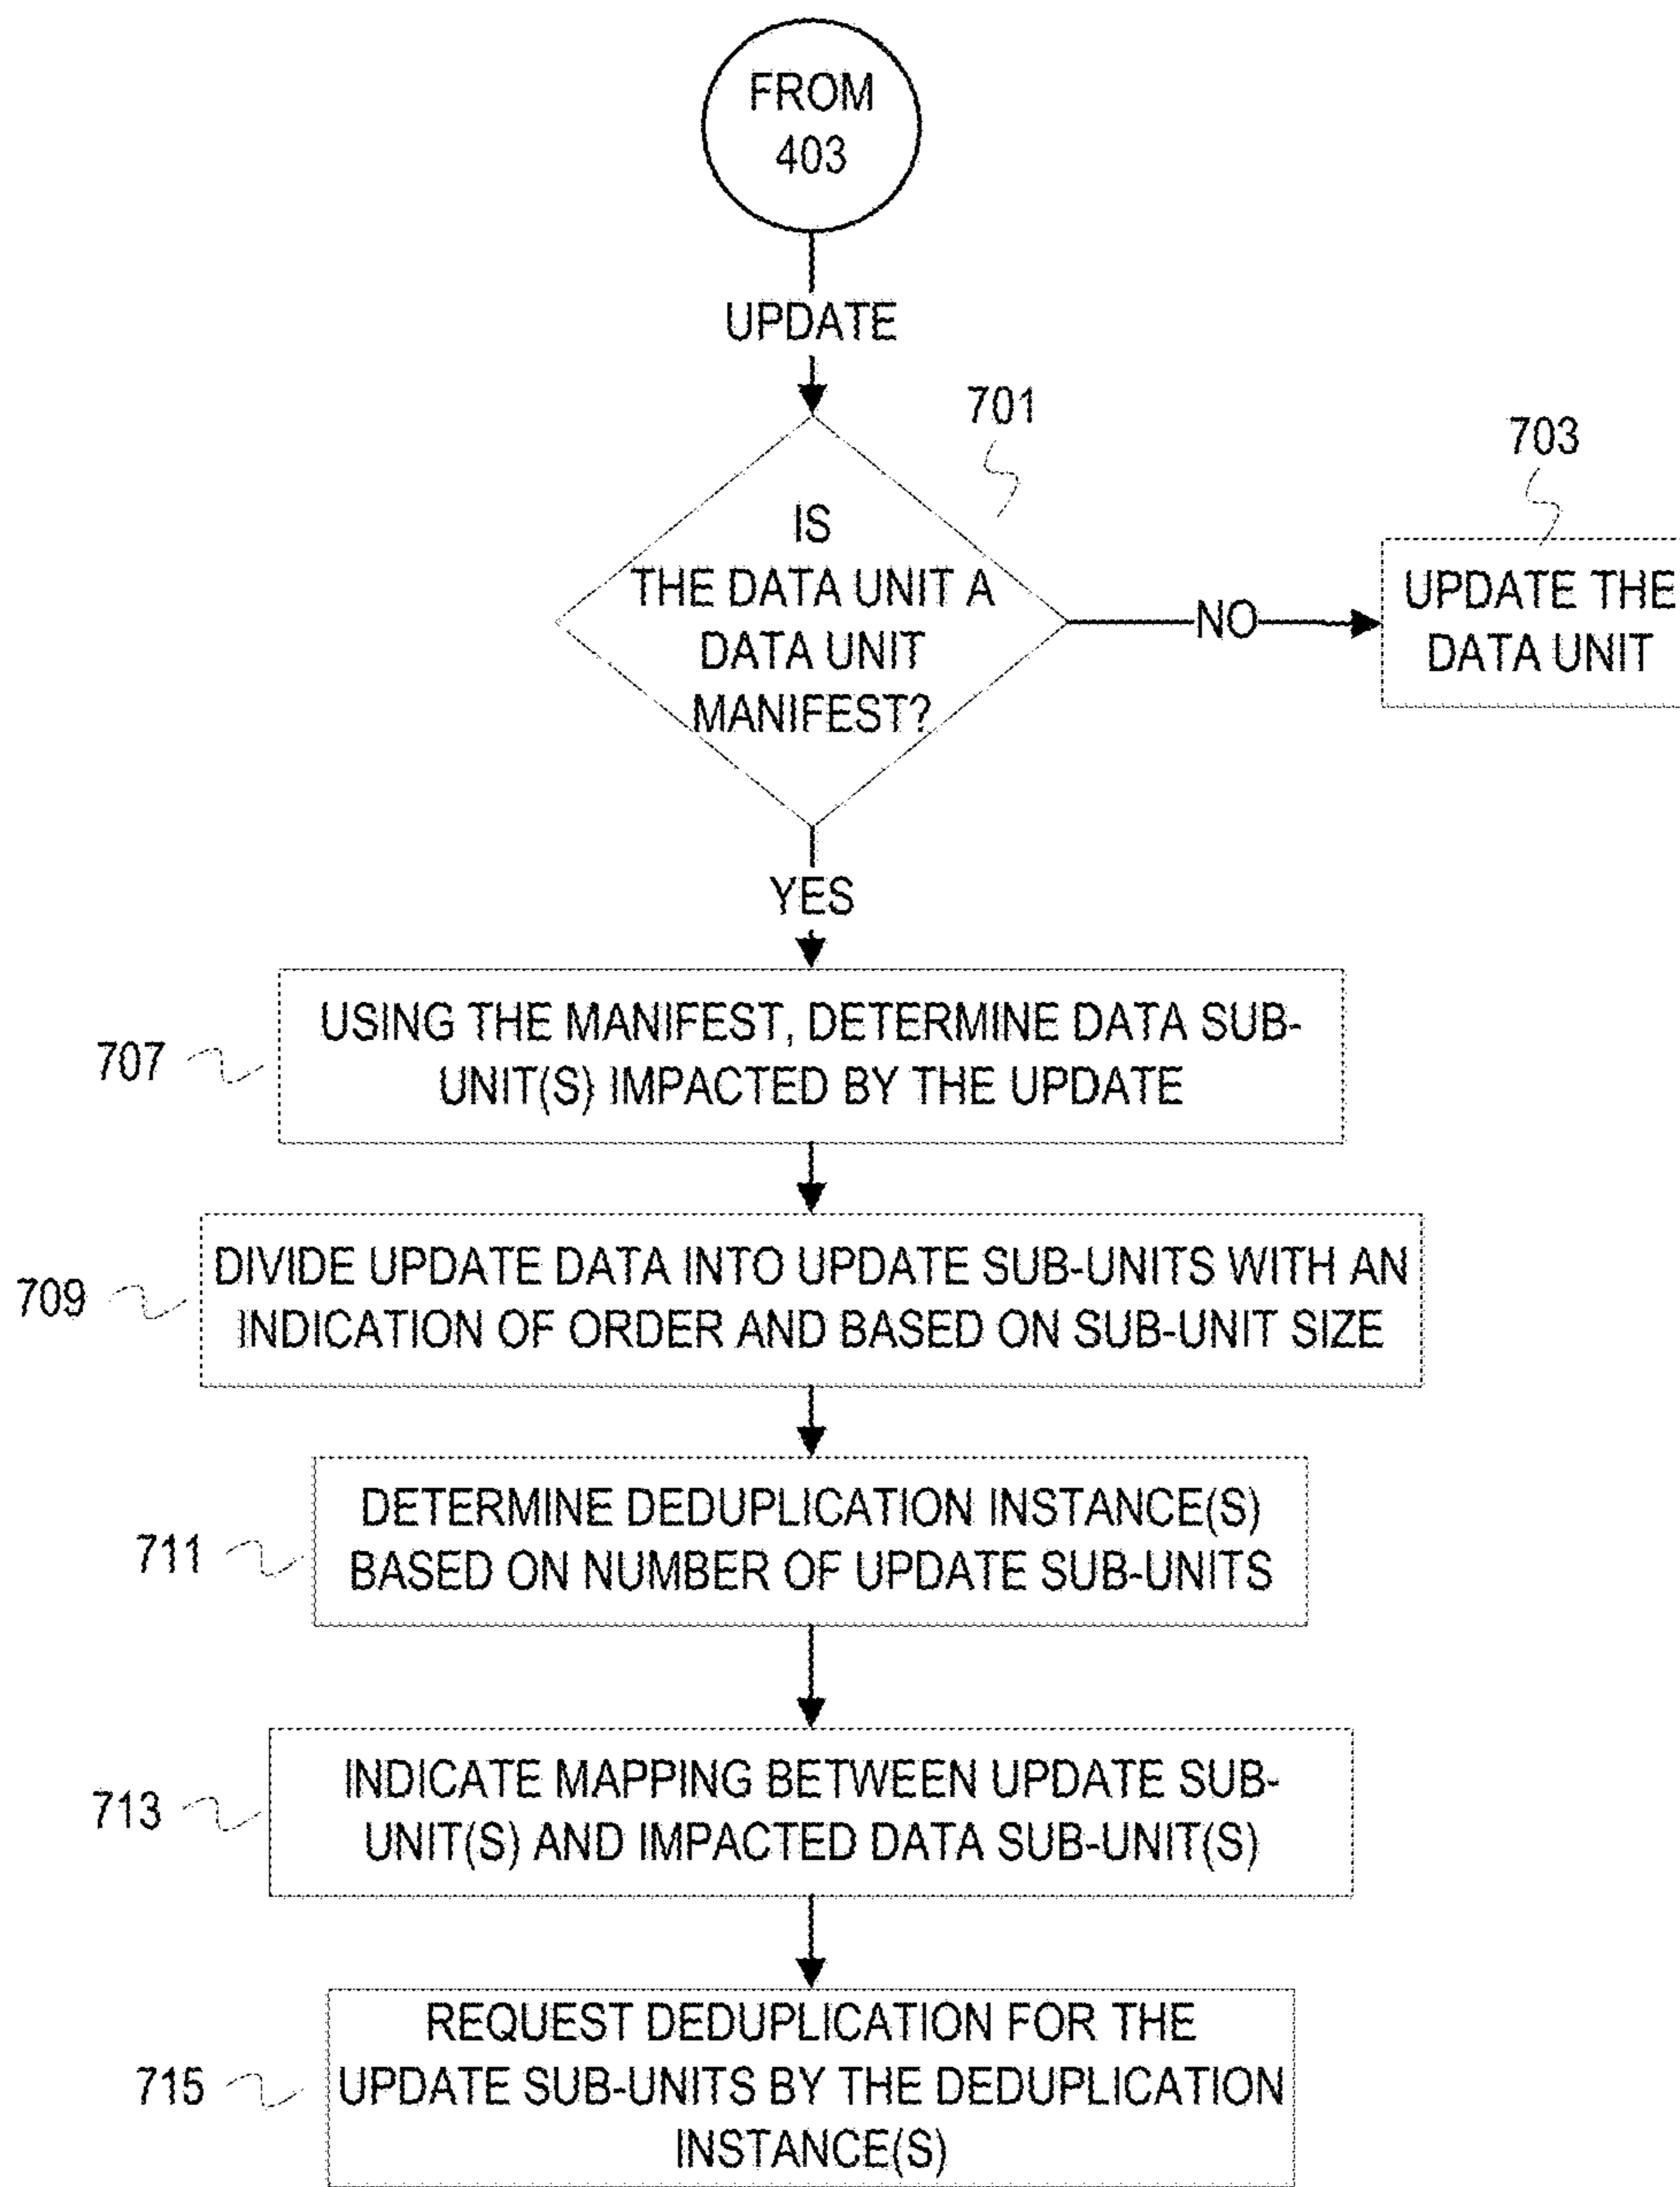 FROM
403
UPDATE
701
703
IS
THE DATA UNIT A
DATA UNIT
MANIFEST?
NO
UPDATE THE
DATA UNIT
YES
707
USING THE MANIFEST, DETERMINE DATA SUB-
UNIT(S) IMPACTED BY THE UPDATE
709
DIVIDE UPDATE DATA INTO UPDATE SUB-UNITS WITH AN
INDICATION OF ORDER AND BASED ON SUB-UNIT SIZE
711
DETERMINE DEDUPLICATION INSTANCE(S)
BASED ON NUMBER OF UPDATE SUB-UNITS
713
INDICATE MAPPING BETWEEN UPDATE SUB-
UNIT(S) AND IMPACTED DATA SUB-UNIT(S)
715
REQUEST DEDUPLICATION FOR THE
UPDATE SUB-UNITS BY THE DEDUPLICATION
INSTANCE(S)